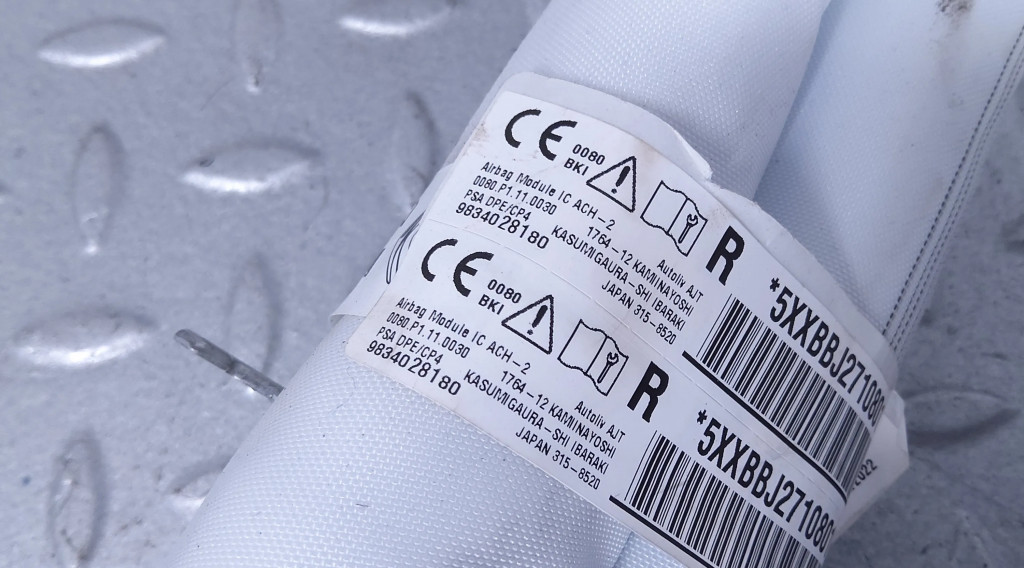 CE 0080
BKI
Airbag Module IC ACH-2
0080.P1.11.0030
PSA DPE/CP4
9834028180
Autoliv AJT
1764-12 KAMINAYOSHI
KASUMIGAURA-SHI IBARAKI
JAPAN 315-8520
R
*5XXBBJ271080
CE 0080
BKI
Airbag Module IC ACH-2
0080.P1.11.0030
PSA DPE/CP4
9834028180
Autoliv AJT
1764-12 KAMINAYOSHI
KASUMIGAURA-SHI IBARAKI
JAPAN 315-8520
R
*5XXBBJ271080